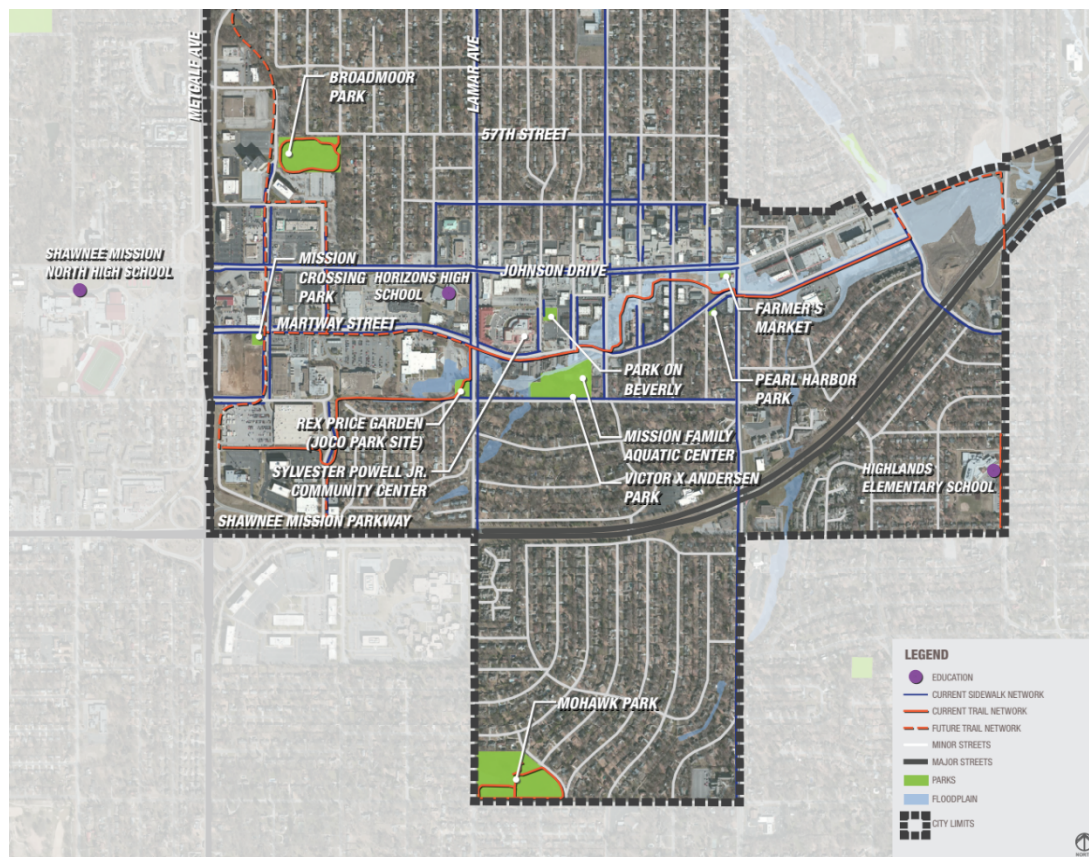 METCALF AVE
LAMAR AVE
BROADMOOR
PARK
57TH STREET
SHAWNEE MISSION
NORTH HIGH SCHOOL
MISSION
CROSSING
PARK
HORIZONS HIGH
SCHOOL
JOHNSON DRIVE
MARTWAY STREET
FARMER'S
MARKET
PARK ON
BEVERLY
PEARL HARBOR
PARK
REX PRICE GARDEN
(JOCO PARK SITE)
MISSION FAMILY
AQUATIC CENTER
SYLVESTER POWELL JR.
COMMUNITY CENTER
VICTOR X ANDERSEN
PARK
HIGHLANDS
ELEMENTARY SCHOOL
SHAWNEE MISSION PARKWAY
MOHAWK PARK
LEGEND
EDUCATION
CURRENT SIDEWALK NETWORK
CURRENT TRAIL NETWORK
FUTURE TRAIL NETWORK
MINOR STREETS
MAJOR STREETS
PARKS
FLOODPLAIN
CITY LIMITS